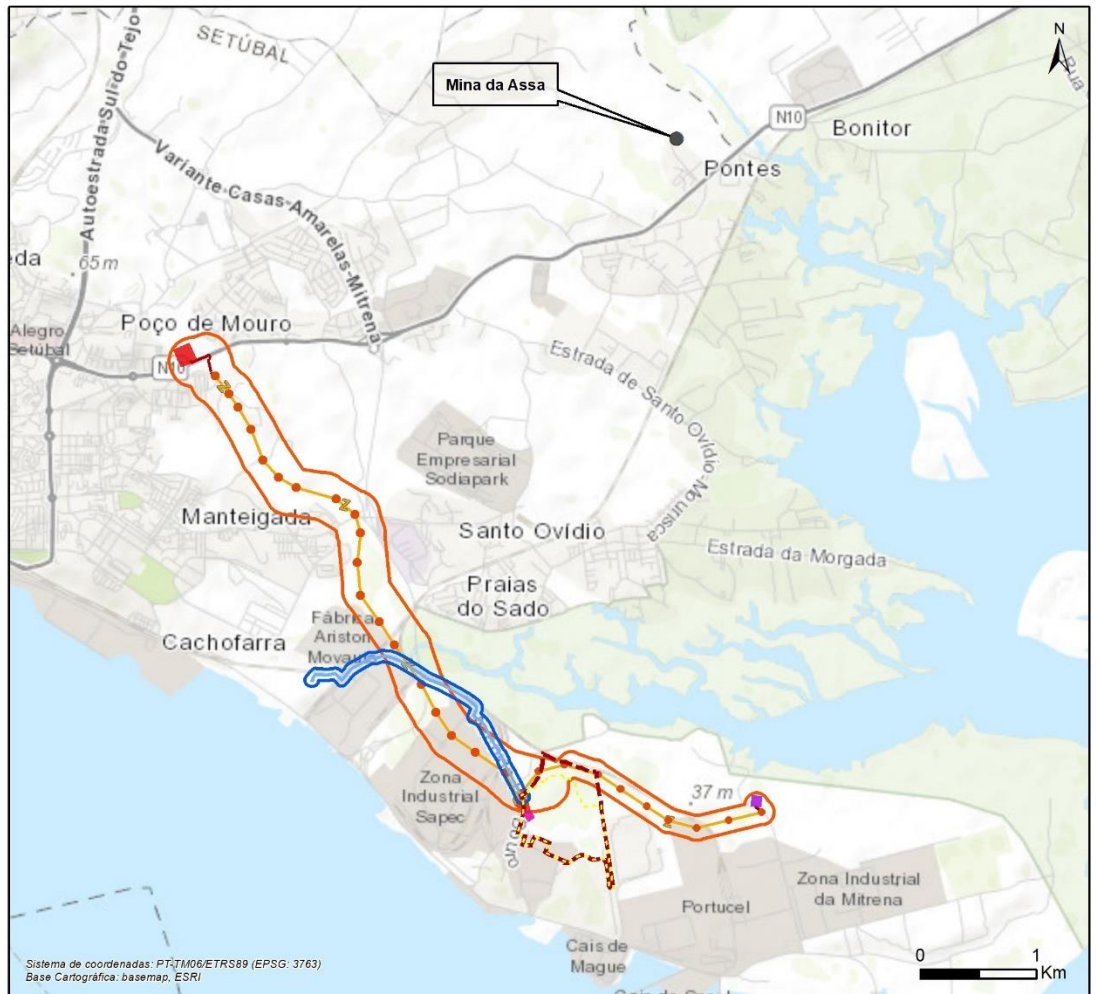 SETÚBAL
N
Rua
Mina da Assa
Autoestrada Sul do Tejo
N10
Bonitor
Variante-Casas-Amarelas-Mitrena
Pontes
eda
65 m
Alegro
Setúbal
Poço de Mouro
N10
Estrada de Santo Ovídio-Mourisca
Parque
Empresarial
Sodiapark
Manteigada
Santo Ovídio
Estrada da Morgada
Praias
do Sado
Fábrica
Ariston
Cachofarra
Zona
Industrial
Sapec
37 m
Zona Industrial
da Mitrena
Portucel
Cais de
Mague
0 1
Km
Sistema de coordenadas: PT-TM06/ETRS89 (EPSG: 3763)
Base Cartográfica: basemap, ESRI